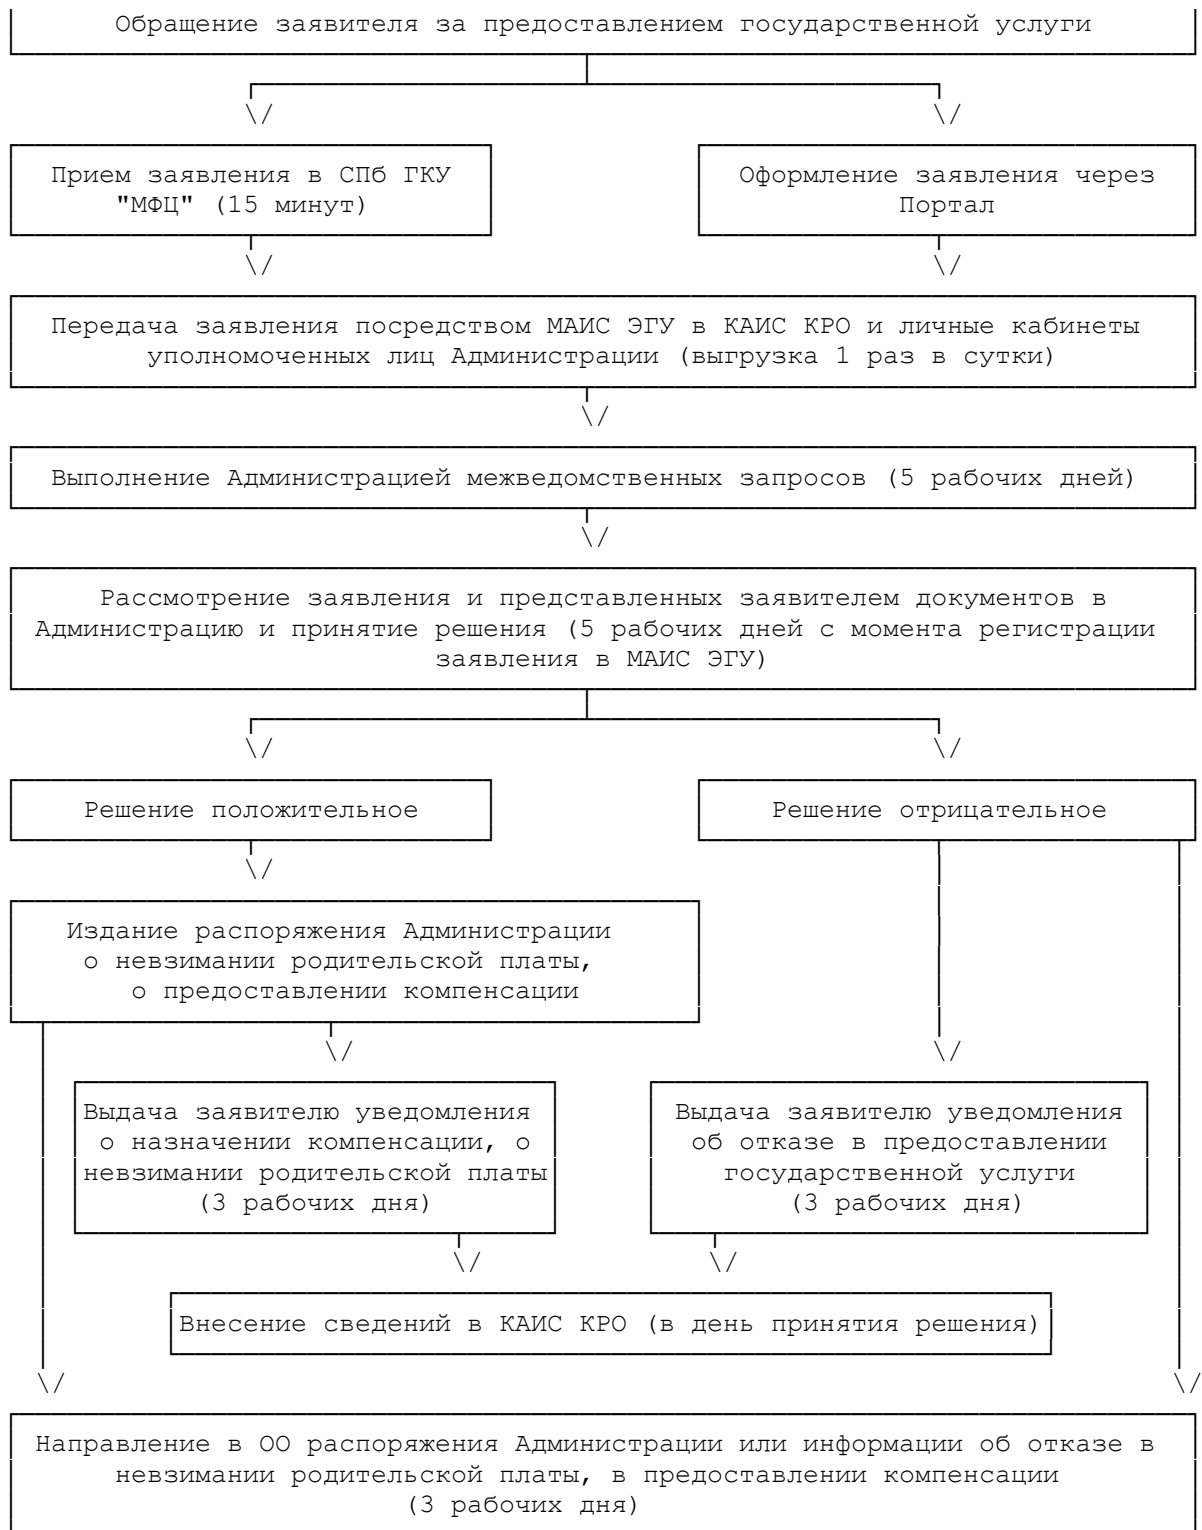 Обращение заявителя за предоставлением государственной услуги
Прием заявления в СПб ГКУ
"МФЦ" (15 минут)
Оформление заявления через
Портал
Передача заявления посредством МАИС ЭГУ в КАИС КРО и личные кабинеты
уполномоченных лиц Администрации (выгрузка 1 раз в сутки)
Выполнение Администрацией межведомственных запросов (5 рабочих дней)
Рассмотрение заявления и представленных заявителем документов в
Администрацию и принятие решения (5 рабочих дней с момента регистрации
заявления в МАИС ЭГУ)
Решение положительное
Решение отрицательное
Издание распоряжения Администрации
о невзимании родительской платы,
о предоставлении компенсации
Выдача заявителю уведомления
о назначении компенсации, о
невзимании родительской платы
(3 рабочих дня)
Выдача заявителю уведомления
об отказе в предоставлении
государственной услуги
(3 рабочих дня)
Внесение сведений в КАИС КРО (в день принятия решения)
Направление в ОО распоряжения Администрации или информации об отказе в
невзимании родительской платы, в предоставлении компенсации
(3 рабочих дня)